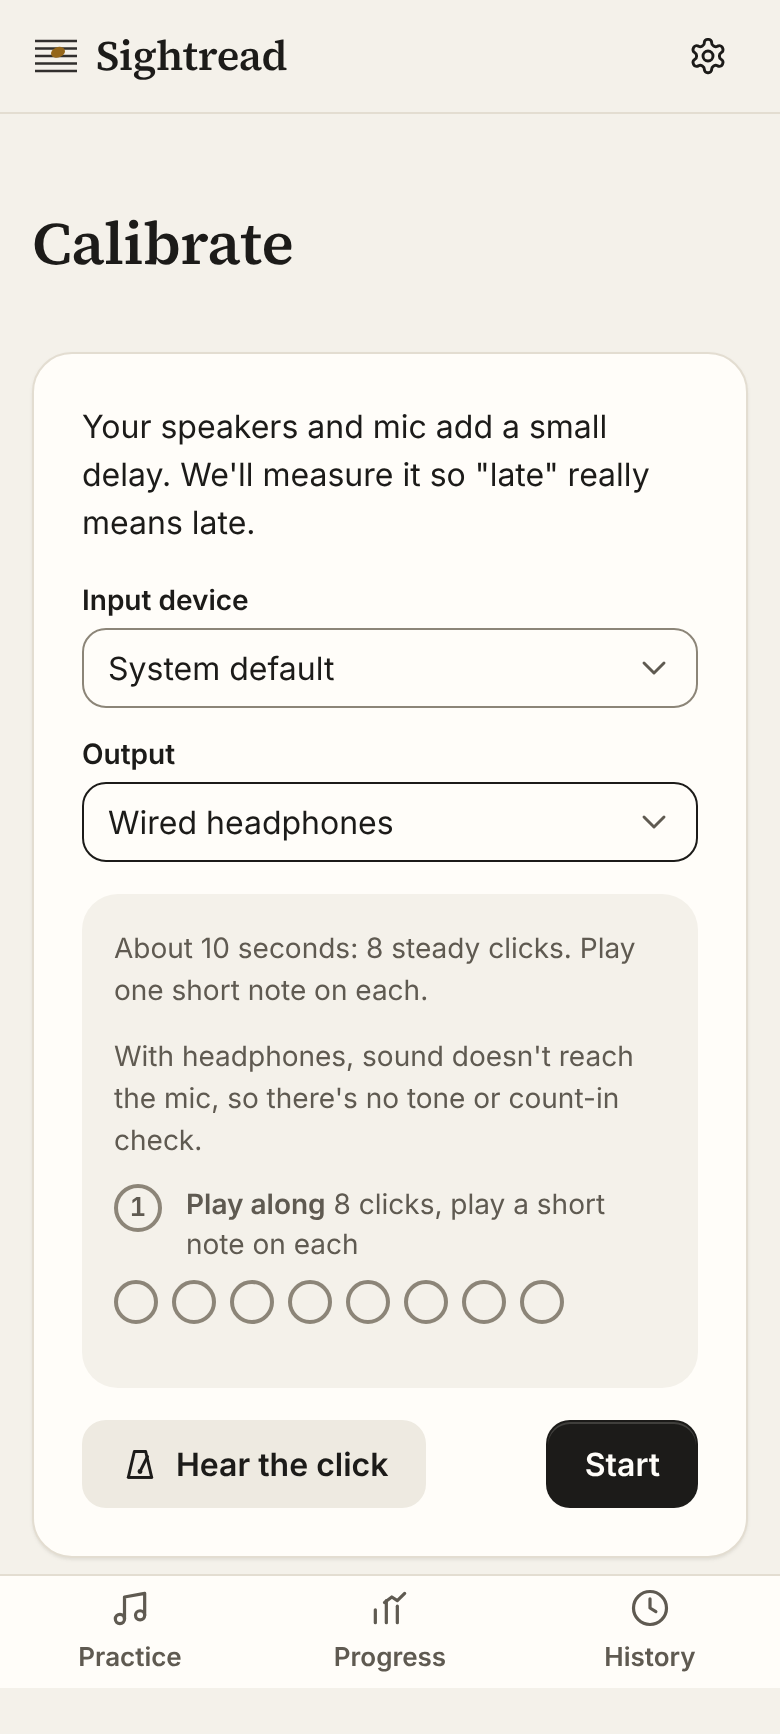 Sightread
Calibrate
Your speakers and mic add a small
delay. We'll measure it so "late" really
means late.
Input device
System default
Output
Wired headphones
About 10 seconds: 8 steady clicks. Play
one short note on each.
With headphones, sound doesn't reach
the mic, so there's no tone or count-in
check.
1 Play along 8 clicks, play a short
note on each
Hear the click
Start
Practice
Progress
History